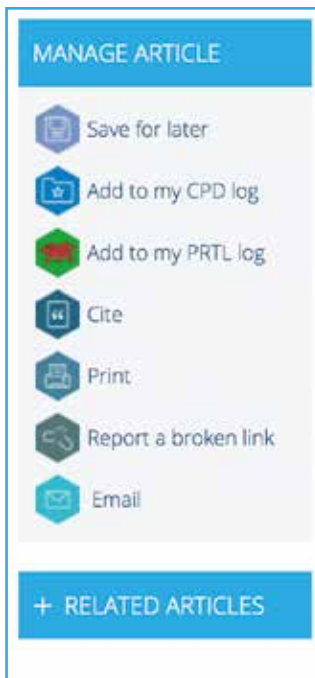 MANAGE ARTICLE
Save for later
Add to my CPD log
Add to my PRTL log
Cite
Print
Report a broken link
Email
+ RELATED ARTICLES